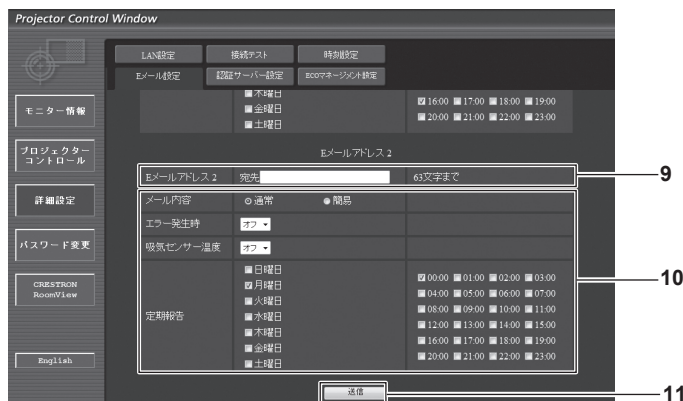 Projector Control Window
LAN設定 接続テスト 時刻設定
Eメール設定 認証サーバー設定 ECOマネージメント設定
モニター情報
プロジェクター
コントロール
詳細設定
パスワード変更
CRESTRON
RoomView
English
木曜日
金曜日
土曜日
16:00 17:00 18:00 19:00
20:00 21:00 22:00 23:00
Eメールアドレス 2
Eメールアドレス 2 宛先 63文字まで
9
メール内容 通常 簡易
エラー発生時 オフ
吸気センサー温度 オフ
定期報告
日曜日
月曜日
火曜日
水曜日
木曜日
金曜日
土曜日
00:00 01:00 02:00 03:00
04:00 05:00 06:00 07:00
08:00 09:00 10:00 11:00
12:00 13:00 14:00 15:00
16:00 17:00 18:00 19:00
20:00 21:00 22:00 23:00
10
送信
11